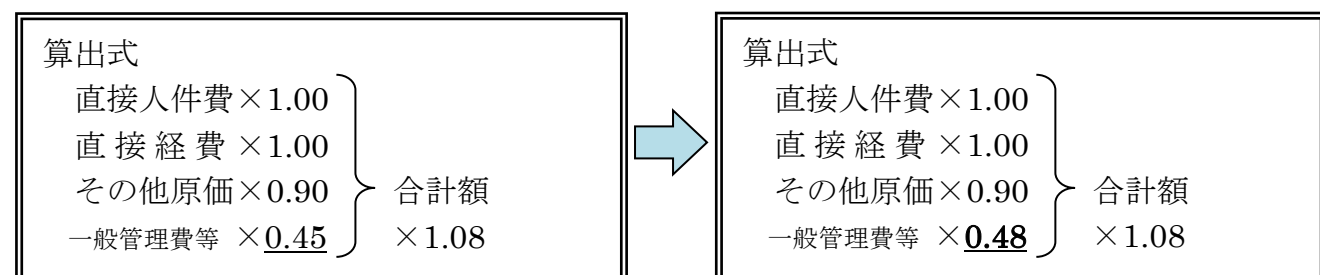 算出式
直接人件費×1.00
直接経費×1.00
その他原価×0.90 合計額
一般管理費等 ×0.45 ×1.08
算出式
直接人件費×1.00
直接経費×1.00
その他原価×0.90 合計額
一般管理費等 ×0.48 ×1.08